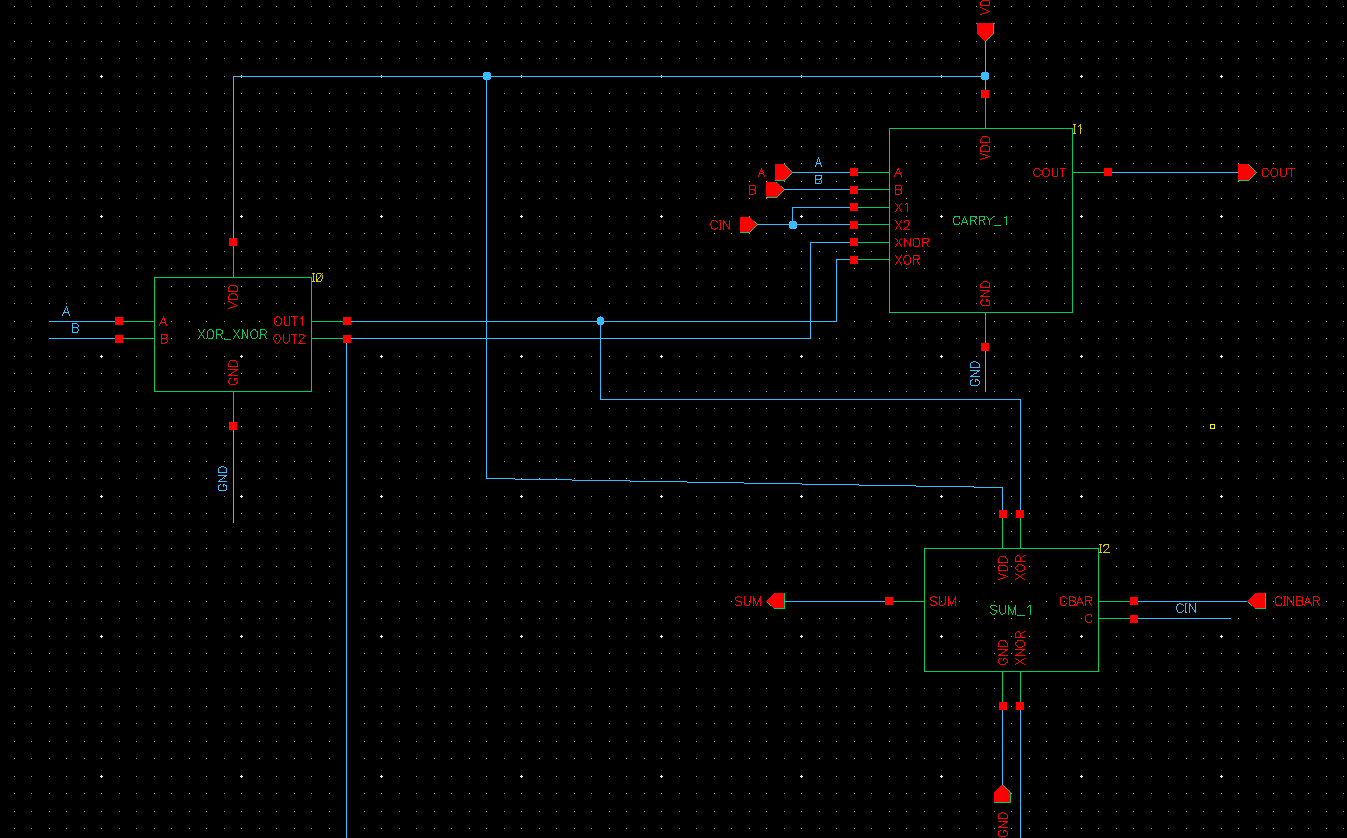 VDD
I1
VDD
A
A
A
COUT
COUT
B
B
B
X1
CIN
X2
CARRY_1
XNOR
XOR
I0
VDD
GND
A
A
OUT1
B
B
XOR_XNOR
OUT2
GND
GND
GND
I2
VDD
XOR
SUM
SUM
CBAR
CINBAR
SUM_1
CIN
C
GND
XNOR
GND